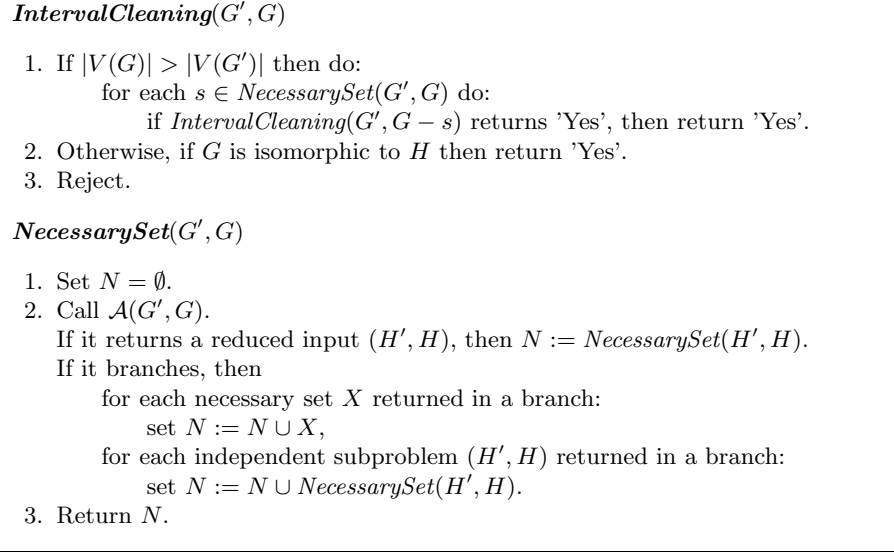 IntervalCleaning(G′, G)
1. If |V(G)| > |V(G′)| then do:
for each s ∈ NecessarySet(G′, G) do:
if IntervalCleaning(G′, G − s) returns 'Yes', then return 'Yes'.
2. Otherwise, if G is isomorphic to H then return 'Yes'.
3. Reject.
NecessarySet(G′, G)
1. Set N = ∅.
2. Call 𝒜(G′, G).
If it returns a reduced input (H′, H), then N := NecessarySet(H′, H).
If it branches, then
for each necessary set X returned in a branch:
set N := N ∪ X,
for each independent subproblem (H′, H) returned in a branch:
set N := N ∪ NecessarySet(H′, H).
3. Return N.